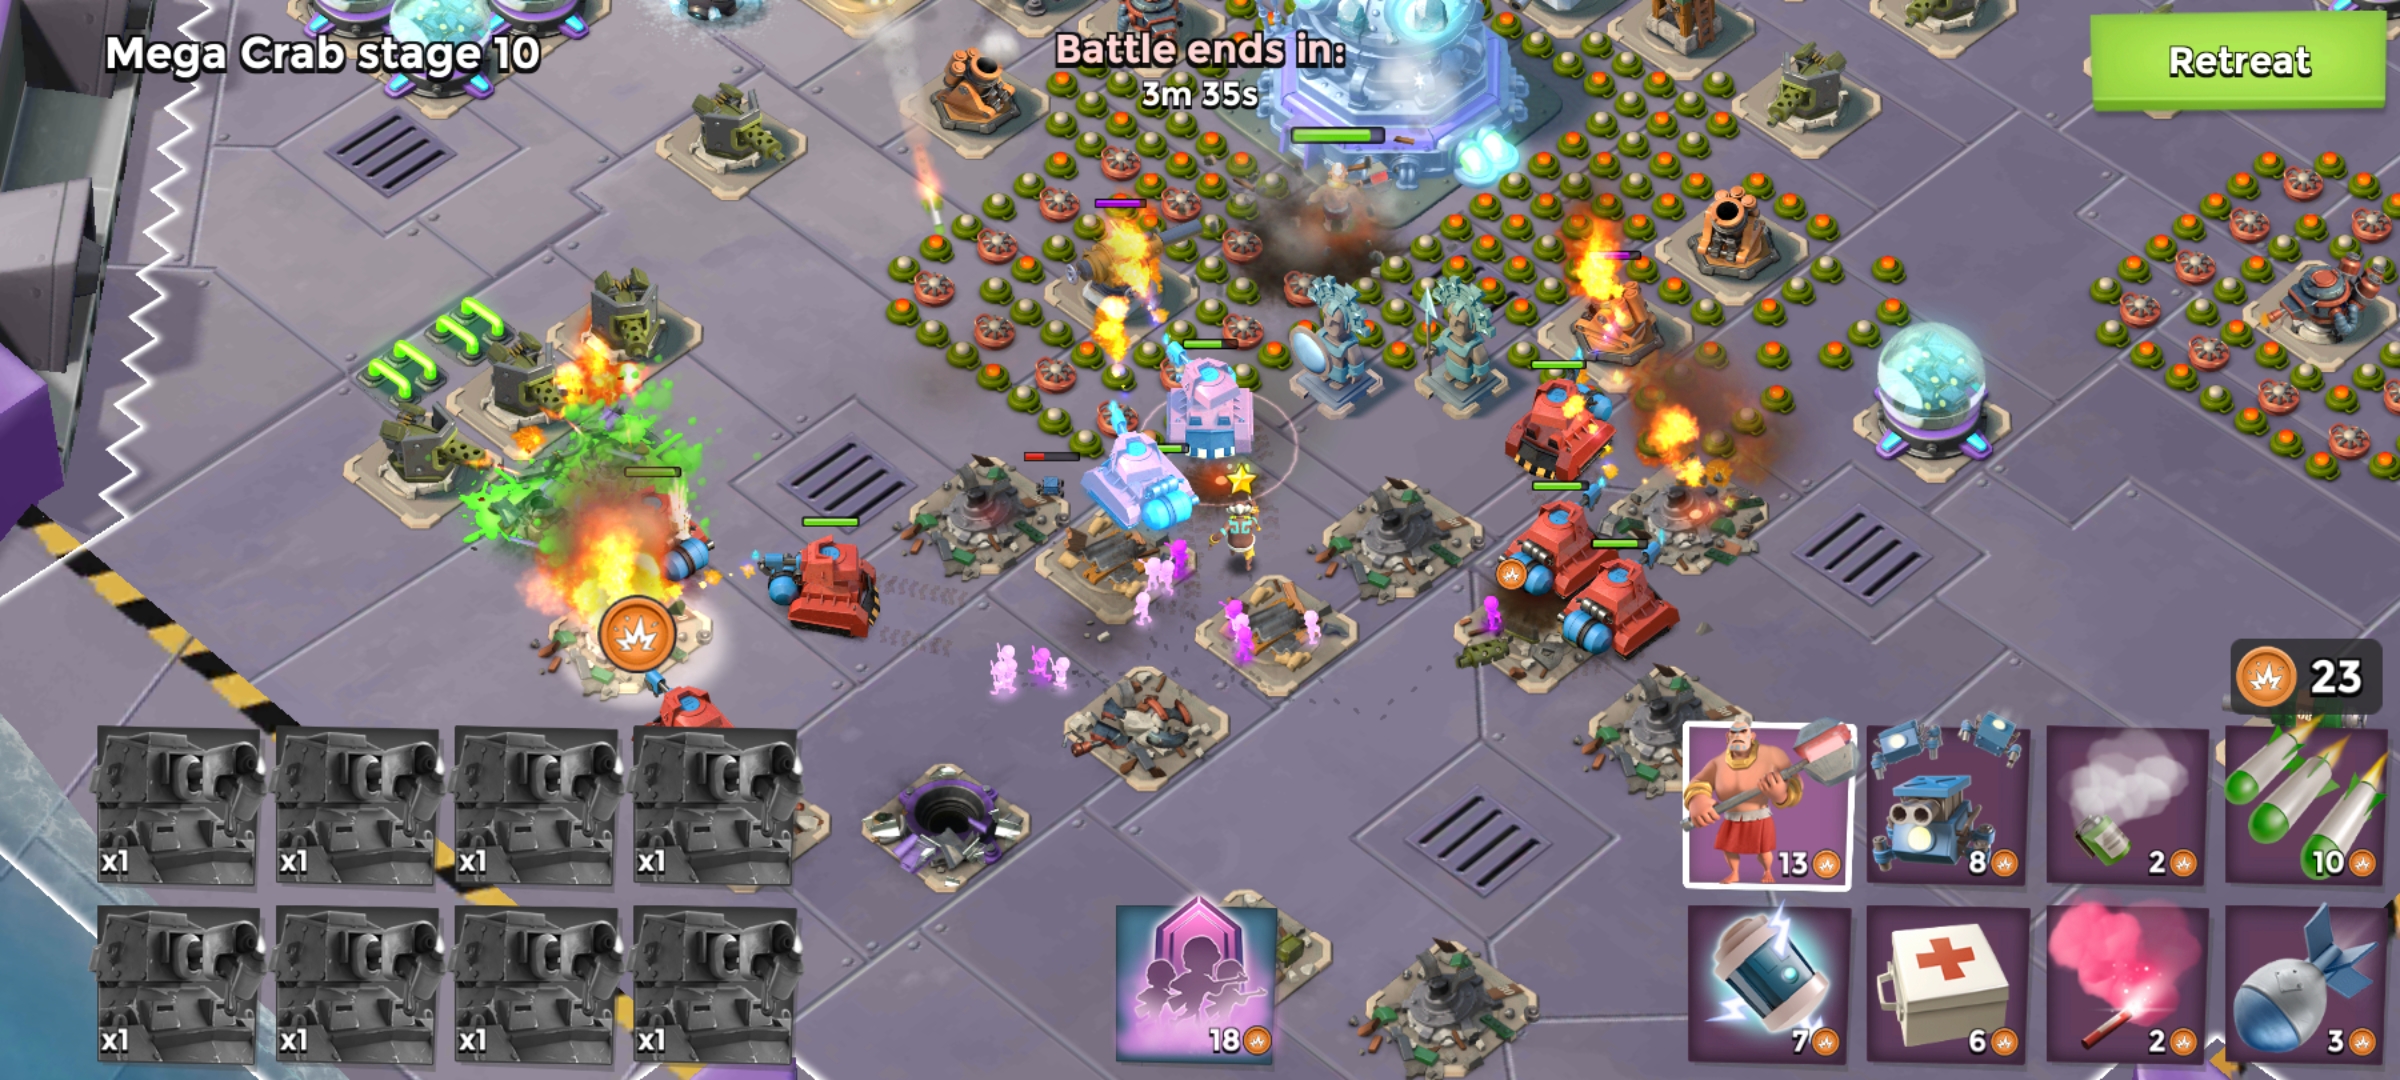 Mega Crab stage 10
Battle ends in:
3m 35s
Retreat
52
23
x1 x1 x1 x1
13 8 2 10
x1 x1 x1 x1
18
7 6 2 3